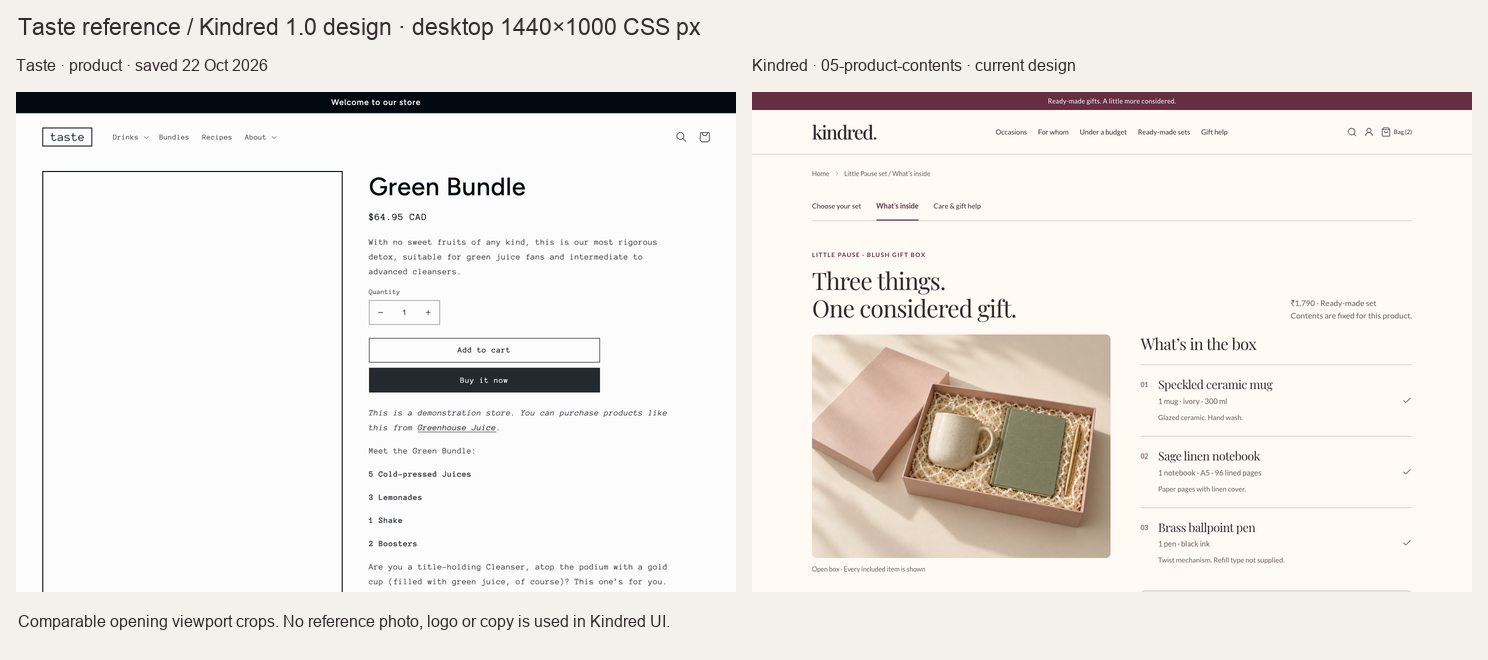 Taste reference / Kindred 1.0 design · desktop 1440×1000 CSS px
Taste · product · saved 22 Oct 2026
Welcome to our store
taste
Drinks
Bundles
Recipes
About
Green Bundle
$64.95 CAD
With no sweet fruits of any kind, this is our most rigorous
detox, suitable for green juice fans and intermediate to
advanced cleansers.
Quantity
− 1 +
Add to cart
Buy it now
This is a demonstration store. You can purchase products like
this from Greenhouse Juice.
Meet the Green Bundle:
5 Cold-pressed Juices
3 Lemonades
1 Shake
2 Boosters
Are you a title-holding Cleanser, atop the podium with a gold
cup (filled with green juice, of course)? This one's for you.
Kindred · 05-product-contents · current design
Ready-made gifts. A little more considered.
kindred.
Occasions
For whom
Under a budget
Ready-made sets
Gift help
Bag (2)
Home > Little Pause set / What's inside
Choose your set
What's inside
Care & gift help
LITTLE PAUSE · BLUSH GIFT BOX
Three things.
One considered gift.
₹1,790 · Ready-made set
Contents are fixed for this product.
What's in the box
01 Speckled ceramic mug
1 mug · ivory · 300 ml
Glazed ceramic. Hand wash.
02 Sage linen notebook
1 notebook · A5 · 96 lined pages
Paper pages with linen cover.
03 Brass ballpoint pen
1 pen · black ink
Twist mechanism. Refill type not supplied.
Open box · Every included item is shown
Comparable opening viewport crops. No reference photo, logo or copy is used in Kindred UI.